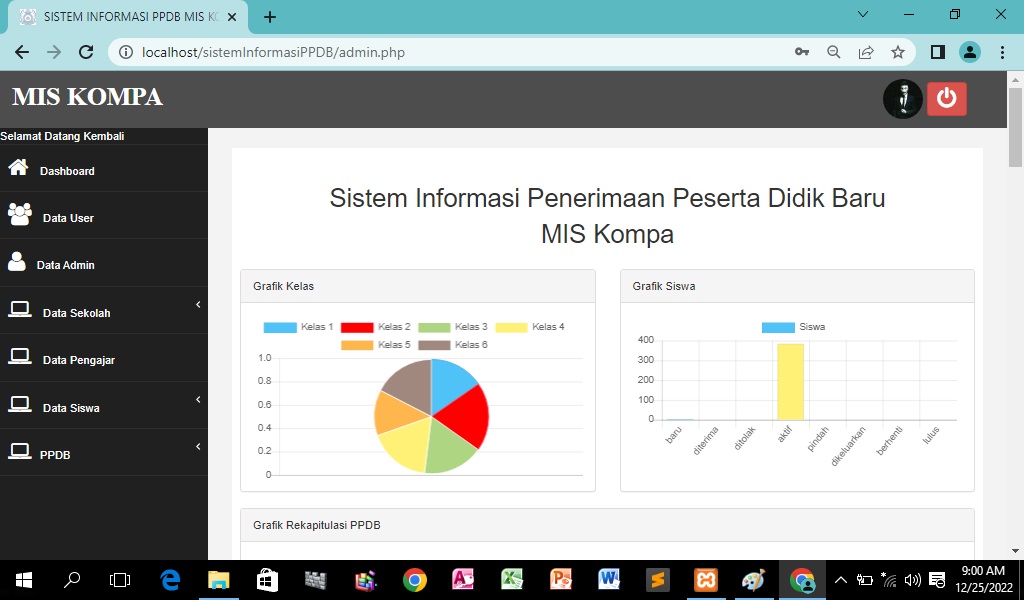 SISTEM INFORMASI PPDB MIS KO
localhost/sistemInformasiPPDB/admin.php
MIS KOMPA
Selamat Datang Kembali
Dashboard
Data User
Data Admin
Data Sekolah
Data Pengajar
Data Siswa
PPDB
Sistem Informasi Penerimaan Peserta Didik Baru
MIS Kompa
Grafik Kelas
Kelas 1 Kelas 2 Kelas 3 Kelas 4
Kelas 5 Kelas 6
1.0
0.8
0.6
0.4
0.2
0
Grafik Siswa
Siswa
400
300
200
100
0
baru diterima ditolak aktif pindah dikeluarkan berhenti lulus
Grafik Rekapitulasi PPDB
9:00 AM
12/25/2022